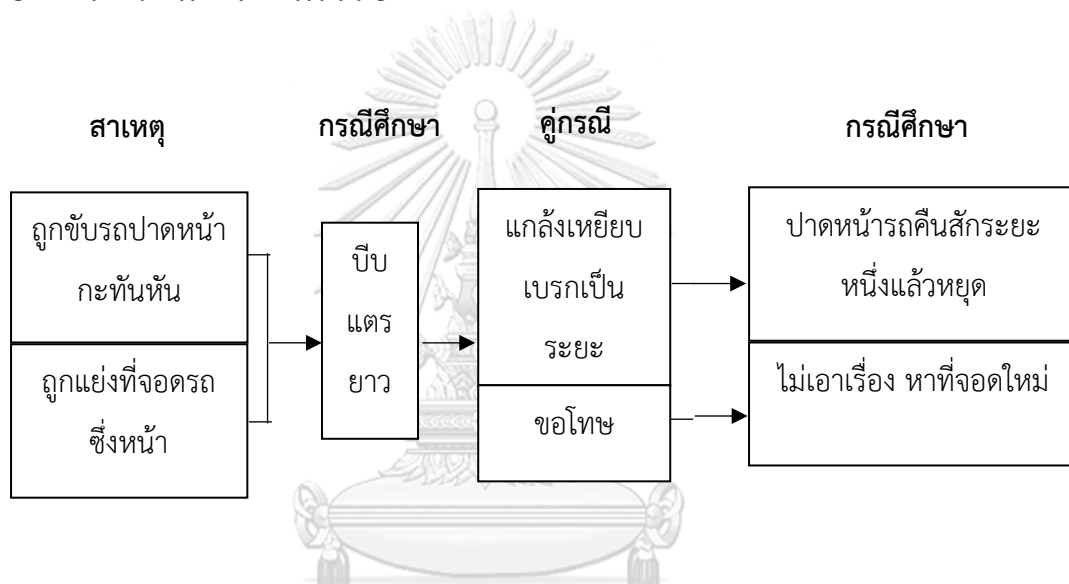 สาเหตุ
กรณีศึกษา
คู่กรณี
กรณีศึกษา
ถูกขับรถปาดหน้า
กะทันหัน
ถูกแย่งที่จอดรถ
ซึ่งหน้า
บีบ
แตร
ยาว
แกล้งเหยียบ
เบรกเป็น
ระยะ
ขอโทษ
ปาดหน้ารถคืนสักระยะ
หนึ่งแล้วหยุด
ไม่เอาเรื่อง หาที่จอดใหม่